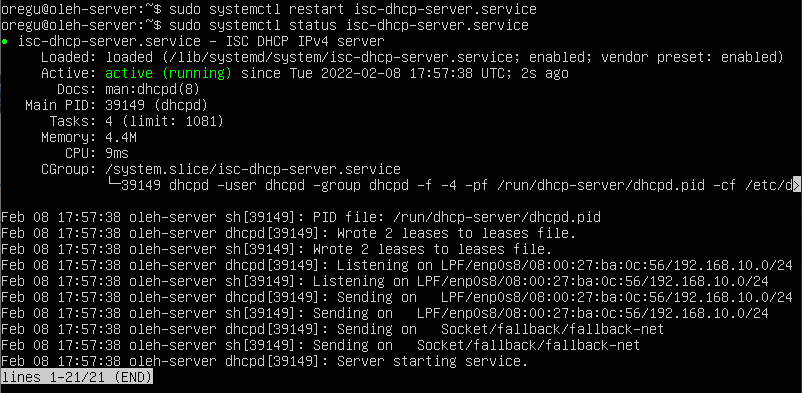 oregu@oleh-server:~$ sudo systemctl restart isc-dhcp-server.service
oregu@oleh-server:~$ sudo systemctl status isc-dhcp-server.service
● isc-dhcp-server.service - ISC DHCP IPv4 server
     Loaded: loaded (/lib/systemd/system/isc-dhcp-server.service; enabled; vendor preset: enabled)
     Active: active (running) since Tue 2022-02-08 17:57:38 UTC; 2s ago
       Docs: man:dhcpd(8)
   Main PID: 39149 (dhcpd)
      Tasks: 4 (limit: 1081)
     Memory: 4.4M
        CPU: 9ms
     CGroup: /system.slice/isc-dhcp-server.service
             └─39149 dhcpd -user dhcpd -group dhcpd -f -4 -pf /run/dhcp-server/dhcpd.pid -cf /etc/d>
Feb 08 17:57:38 oleh-server sh[39149]: PID file: /run/dhcp-server/dhcpd.pid
Feb 08 17:57:38 oleh-server dhcpd[39149]: Wrote 2 leases to leases file.
Feb 08 17:57:38 oleh-server sh[39149]: Wrote 2 leases to leases file.
Feb 08 17:57:38 oleh-server dhcpd[39149]: Listening on LPF/enp0s8/08:00:27:ba:0c:56/192.168.10.0/24
Feb 08 17:57:38 oleh-server sh[39149]: Listening on LPF/enp0s8/08:00:27:ba:0c:56/192.168.10.0/24
Feb 08 17:57:38 oleh-server dhcpd[39149]: Sending on   LPF/enp0s8/08:00:27:ba:0c:56/192.168.10.0/24
Feb 08 17:57:38 oleh-server sh[39149]: Sending on   LPF/enp0s8/08:00:27:ba:0c:56/192.168.10.0/24
Feb 08 17:57:38 oleh-server dhcpd[39149]: Sending on   Socket/fallback/fallback-net
Feb 08 17:57:38 oleh-server sh[39149]: Sending on   Socket/fallback/fallback-net
Feb 08 17:57:38 oleh-server dhcpd[39149]: Server starting service.
lines 1-21/21 (END)